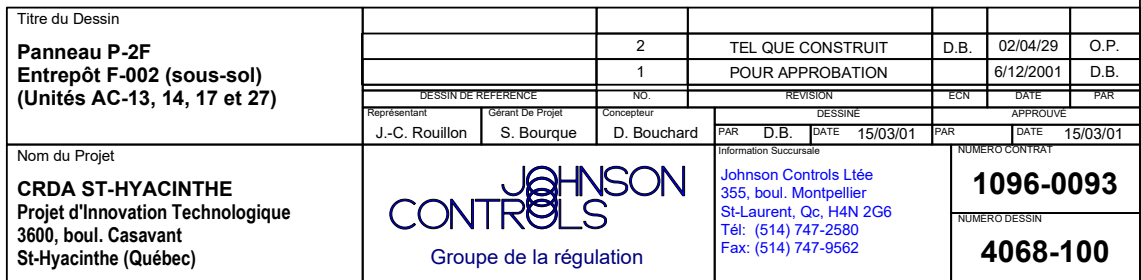 Titre du Dessin
Panneau P-2F
Entrepôt F-002 (sous-sol)
(Unités AC-13, 14, 17 et 27)
2 TEL QUE CONSTRUIT D.B. 02/04/29 O.P.
1 POUR APPROBATION 6/12/2001 D.B.
DESSIN DE REFERENCE NO. REVISION ECN DATE PAR
Représentant Gérant De Projet Concepteur DESSINÉ APPROUVÉ
J.-C. Rouillon S. Bourque D. Bouchard PAR D.B. DATE 15/03/01 PAR DATE 15/03/01
Nom du Projet
CRDA ST-HYACINTHE
Projet d'Innovation Technologique
3600, boul. Casavant
St-Hyacinthe (Québec)
JOHNSON
CONTROLS
Groupe de la régulation
Information Succursale
Johnson Controls Ltée
355, boul. Montpellier
St-Laurent, Qc, H4N 2G6
Tél: (514) 747-2580
Fax: (514) 747-9562
NUMERO CONTRAT
1096-0093
NUMERO DESSIN
4068-100